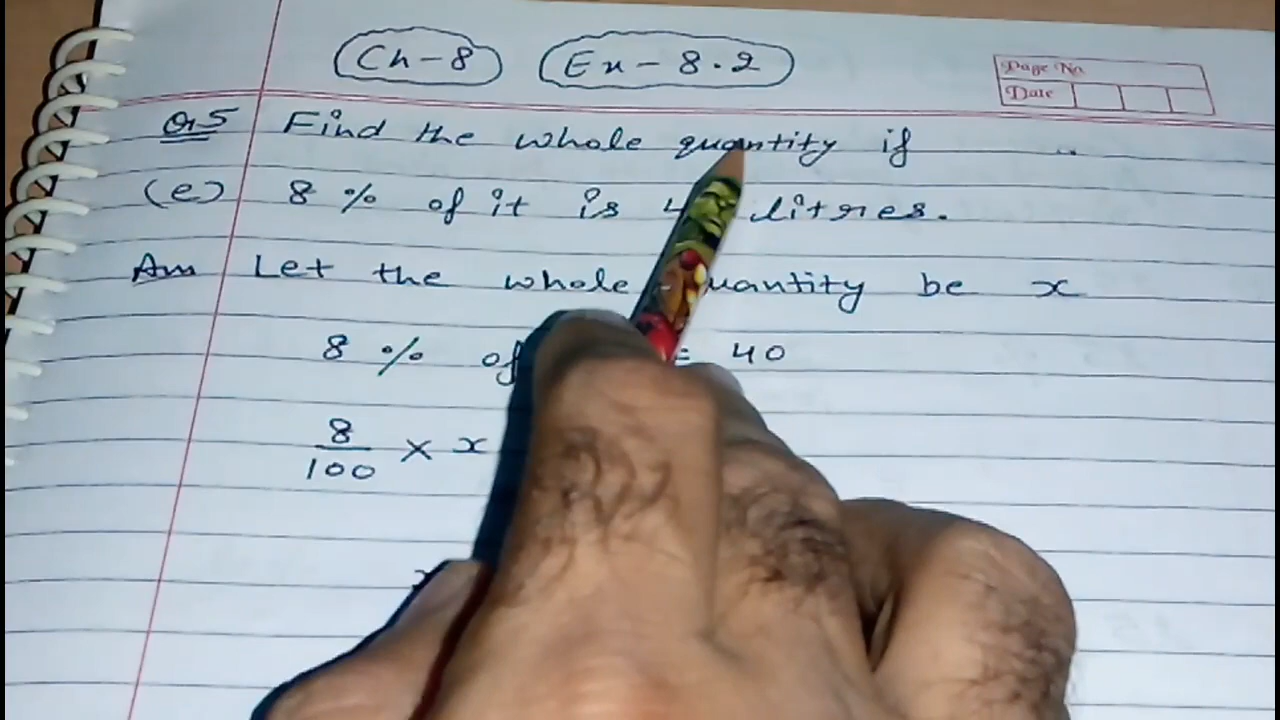 Ch-8 Ex-8.2
Page No.
Date
Q.5 Find the whole quantity if
(e) 8 % of it is litres.
Ans Let the whole quantity be x
8 % of = 40
8
100 × x